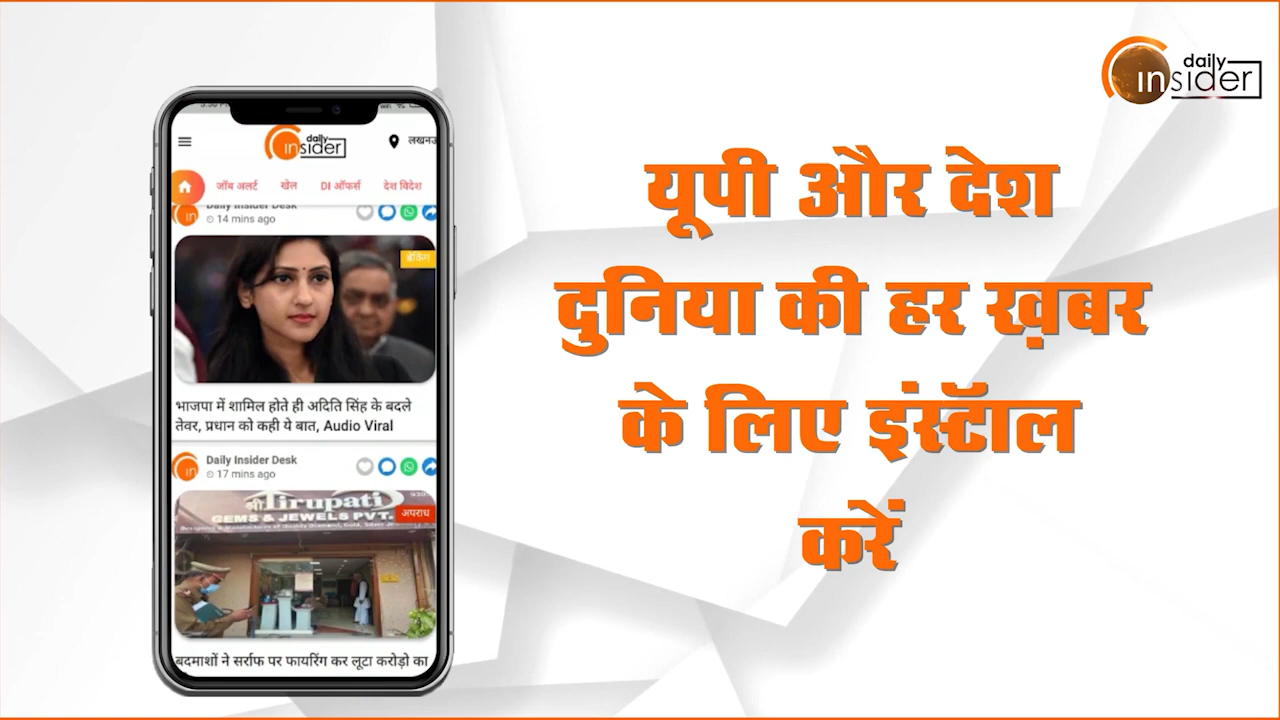 daily
insider
यूपी और देश
दुनिया की हर ख़बर
के लिए इंस्टॉल
करें
daily
insider
लखनऊ
जॉब अलर्ट खेल DI ऑफर्स देश विदेश
Daily Insider Desk
14 mins ago
ब्रेकिंग
भाजपा में शामिल होते ही अदिति सिंह के बदले
तेवर, प्रधान को कही ये बात, Audio Viral
Daily Insider Desk
17 mins ago
श्री Tirupati
GEMS & JEWELS PVT.
अपराध
बदमाशों ने सर्राफ पर फायरिंग कर लूटा करोड़ो का